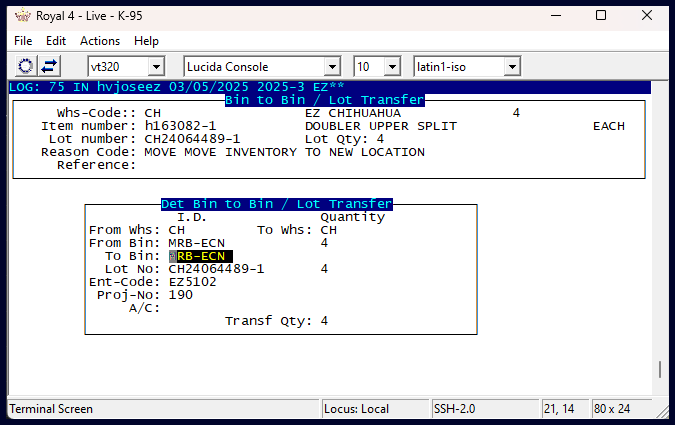 Royal 4 - Live - K-95
File Edit Actions Help
vt320 Lucida Console 10 latin1-iso
LOG: 75 IN hvjoseez 03/05/2025 2025-3 EZ**
Bin to Bin / Lot Transfer
Whs-Code:: CH EZ CHIHUAHUA 4
Item number: h163082-1 DOUBLER UPPER SPLIT EACH
Lot number: CH24064489-1 Lot Qty: 4
Reason Code: MOVE MOVE INVENTORY TO NEW LOCATION
Reference:
Det Bin to Bin / Lot Transfer
I.D. Quantity
From Whs: CH To Whs: CH
From Bin: MRB-ECN 4
To Bin: MRB-ECN
Lot No: CH24064489-1 4
Ent-Code: EZ5102
Proj-No: 190
A/C:
Transf Qty: 4
Terminal Screen Locus: Local SSH-2.0 21, 14 80 x 24